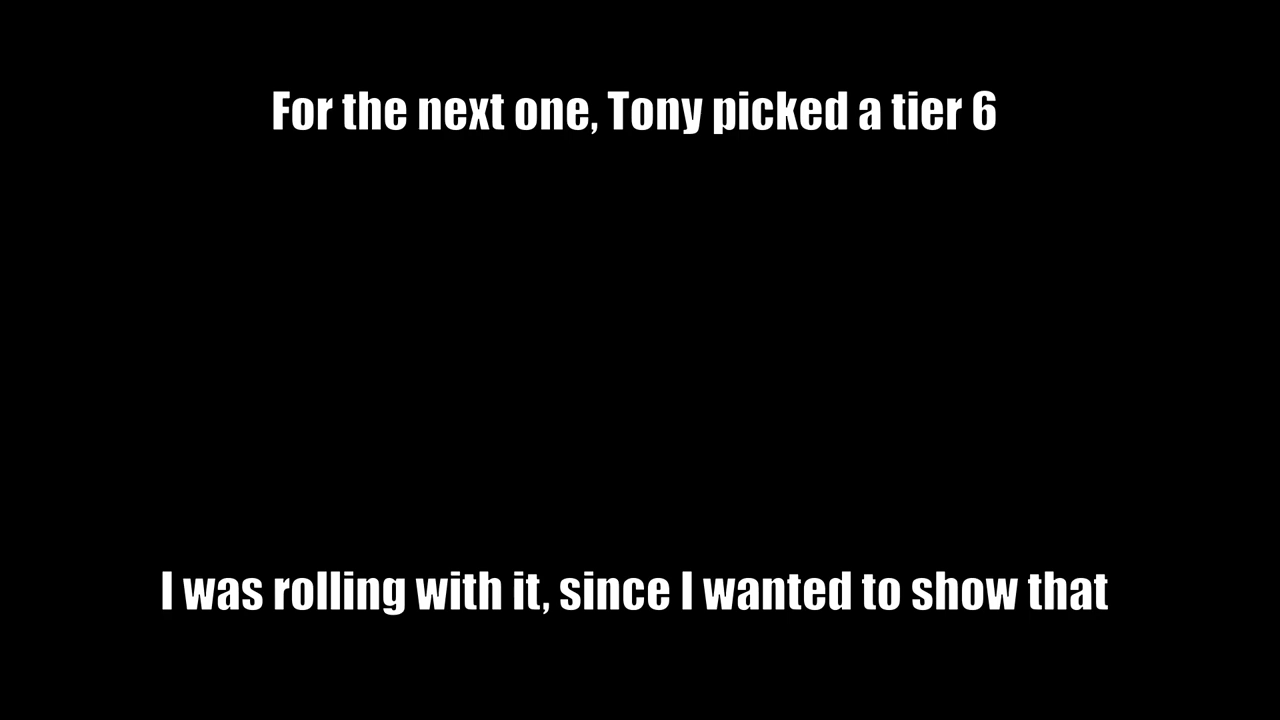 For the next one, Tony picked a tier 6
I was rolling with it, since I wanted to show that